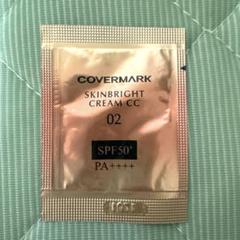 COVERMARK
SKINBRIGHT
CREAM CC
02
SPF50+
PA++++